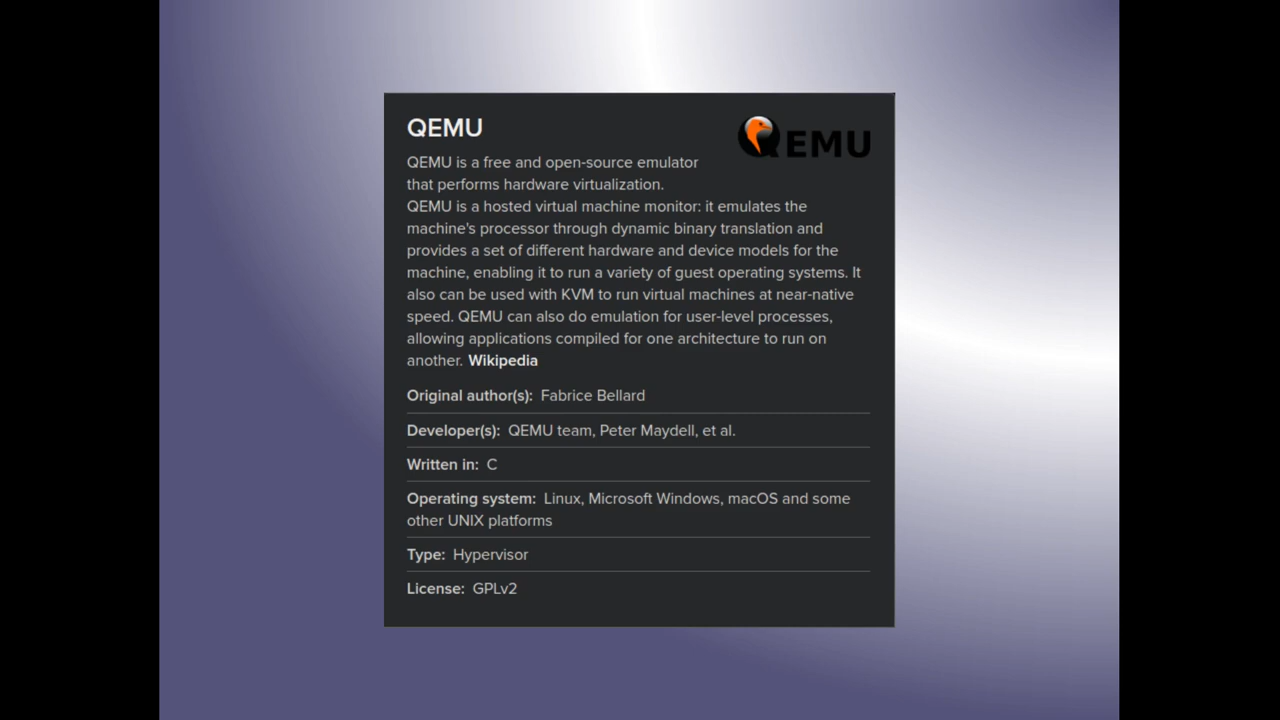 QEMU
QEMU
QEMU is a free and open-source emulator
that performs hardware virtualization.
QEMU is a hosted virtual machine monitor: it emulates the
machine's processor through dynamic binary translation and
provides a set of different hardware and device models for the
machine, enabling it to run a variety of guest operating systems. It
also can be used with KVM to run virtual machines at near-native
speed. QEMU can also do emulation for user-level processes,
allowing applications compiled for one architecture to run on
another. Wikipedia
Original author(s): Fabrice Bellard
Developer(s): QEMU team, Peter Maydell, et al.
Written in: C
Operating system: Linux, Microsoft Windows, macOS and some
other UNIX platforms
Type: Hypervisor
License: GPLv2